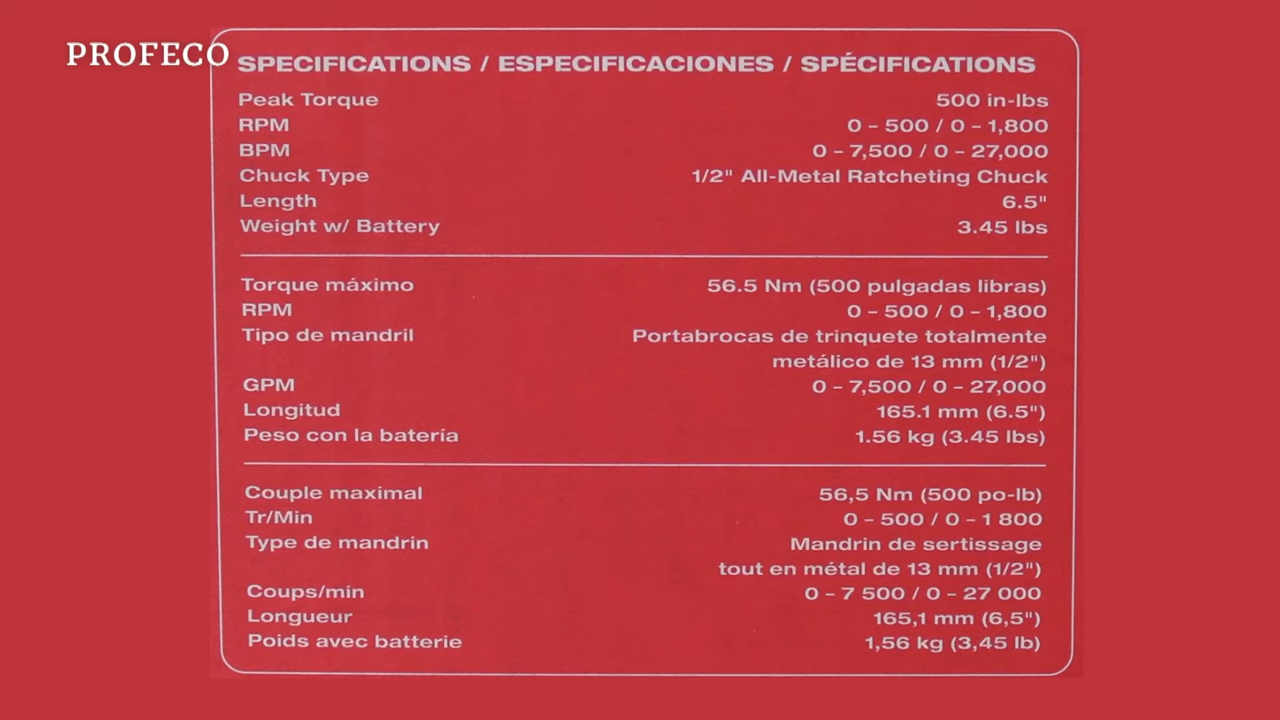 PROFECO
SPECIFICATIONS / ESPECIFICACIONES / SPÉCIFICATIONS
Peak Torque 500 in-lbs
RPM 0 – 500 / 0 – 1,800
BPM 0 – 7,500 / 0 – 27,000
Chuck Type 1/2" All-Metal Ratcheting Chuck
Length 6.5"
Weight w/ Battery 3.45 lbs
Torque máximo 56.5 Nm (500 pulgadas libras)
RPM 0 – 500 / 0 – 1,800
Tipo de mandril Portabrocas de trinquete totalmente
metálico de 13 mm (1/2")
GPM 0 – 7,500 / 0 – 27,000
Longitud 165.1 mm (6.5")
Peso con la batería 1.56 kg (3.45 lbs)
Couple maximal 56,5 Nm (500 po-lb)
Tr/Min 0 – 500 / 0 – 1 800
Type de mandrin Mandrin de sertissage
tout en métal de 13 mm (1/2")
Coups/min 0 – 7 500 / 0 – 27 000
Longueur 165,1 mm (6,5")
Poids avec batterie 1,56 kg (3,45 lb)